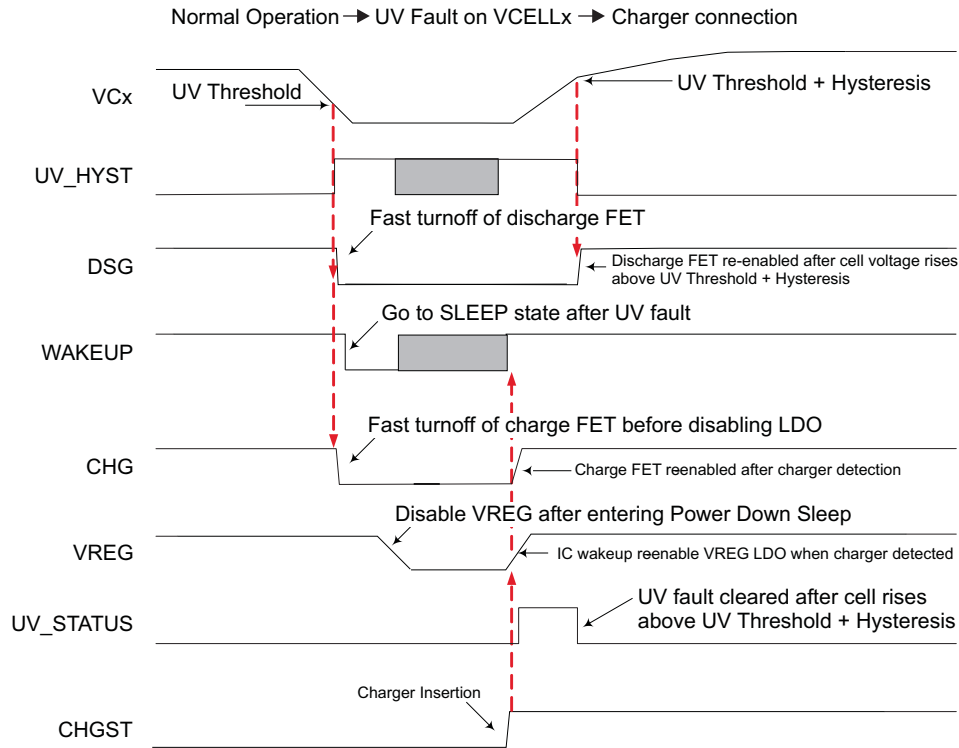 Normal Operation → UV Fault on VCELLx → Charger connection
VCx
UV Threshold
UV Threshold + Hysteresis
UV_HYST
Fast turnoff of discharge FET
DSG
Discharge FET re-enabled after cell voltage rises
above UV Threshold + Hysteresis
Go to SLEEP state after UV fault
WAKEUP
Fast turnoff of charge FET before disabling LDO
CHG
Charge FET reenabled after charger detection
Disable VREG after entering Power Down Sleep
VREG
IC wakeup reenable VREG LDO when charger detected
UV_STATUS
UV fault cleared after cell rises
above UV Threshold + Hysteresis
Charger Insertion
CHGST